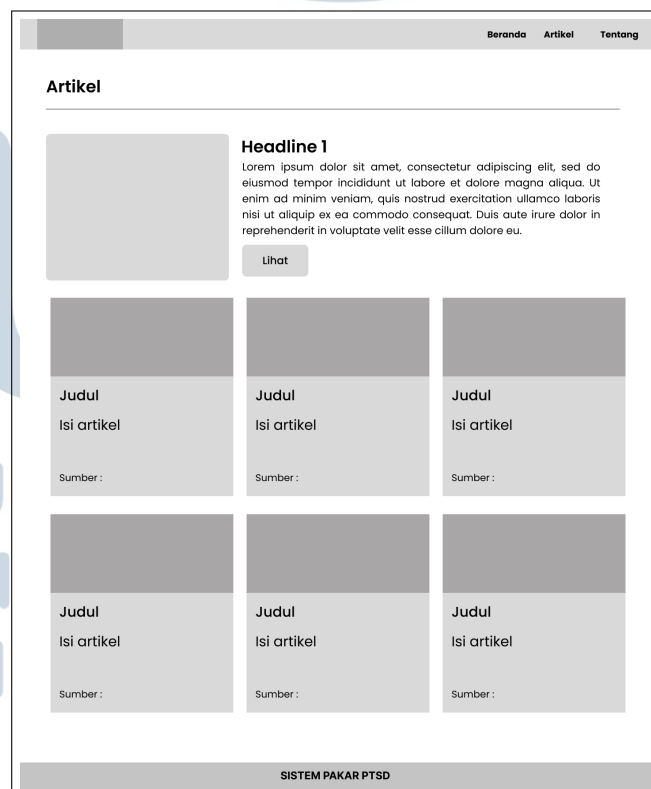 Beranda Artikel Tentang
Artikel
Headline 1
Lorem ipsum dolor sit amet, consectetur adipiscing elit, sed do
eiusmod tempor incididunt ut labore et dolore magna aliqua. Ut
enim ad minim veniam, quis nostrud exercitation ullamco laboris
nisi ut aliquip ex ea commodo consequat. Duis aute irure dolor in
reprehenderit in voluptate velit esse cillum dolore eu.
Lihat
Judul
Isi artikel
Sumber :
Judul
Isi artikel
Sumber :
Judul
Isi artikel
Sumber :
Judul
Isi artikel
Sumber :
Judul
Isi artikel
Sumber :
Judul
Isi artikel
Sumber :
SISTEM PAKAR PTSD